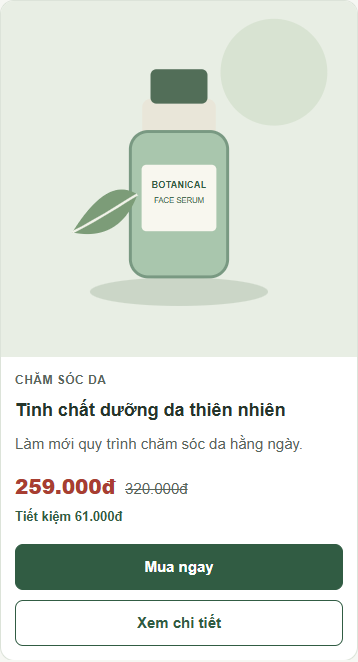 BOTANICAL
FACE SERUM
CHĂM SÓC DA
Tinh chất dưỡng da thiên nhiên
Làm mới quy trình chăm sóc da hằng ngày.
259.000đ 320.000đ
Tiết kiệm 61.000đ
Mua ngay
Xem chi tiết